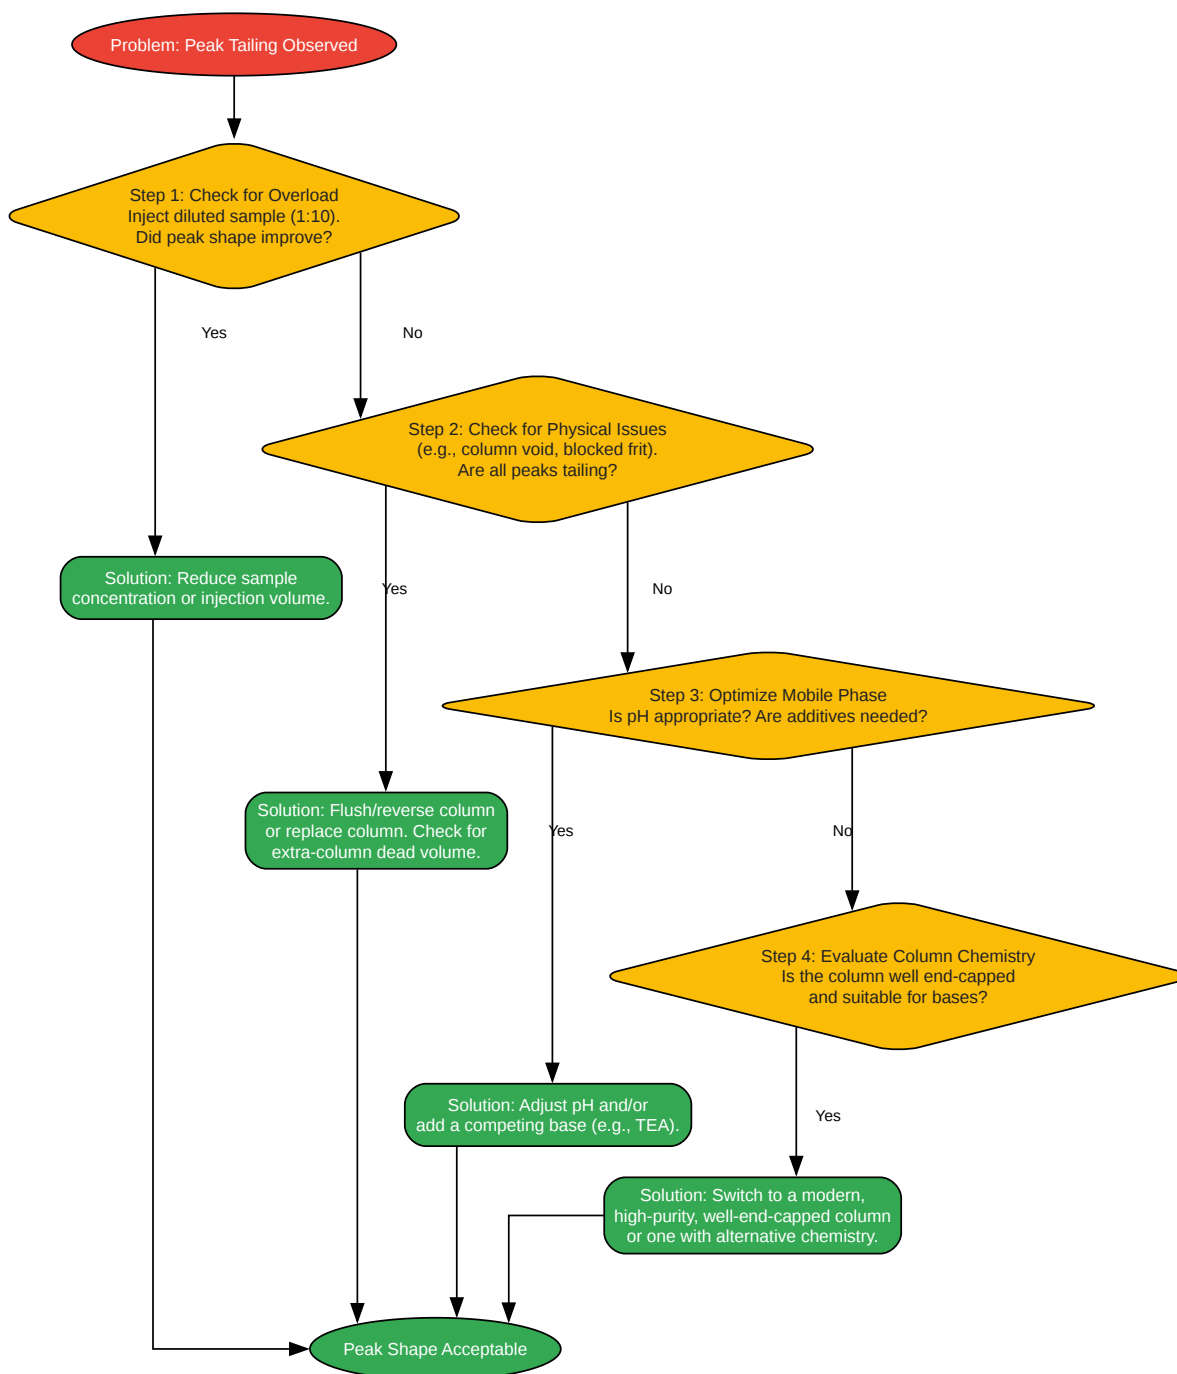 Problem: Peak Tailing Observed
Step 1: Check for Overload
Inject diluted sample (1:10).
Did peak shape improve?
Yes
No
Step 2: Check for Physical Issues
(e.g., column void, blocked frit).
Are all peaks tailing?
Solution: Reduce sample
concentration or injection volume.
Yes
No
Step 3: Optimize Mobile Phase
Is pH appropriate? Are additives needed?
Solution: Flush/reverse column
or replace column. Check for
extra-column dead volume.
Yes
No
Step 4: Evaluate Column Chemistry
Is the column well end-capped
and suitable for bases?
Solution: Adjust pH and/or
add a competing base (e.g., TEA).
Yes
Solution: Switch to a modern,
high-purity, well-end-capped column
or one with alternative chemistry.
Peak Shape Acceptable